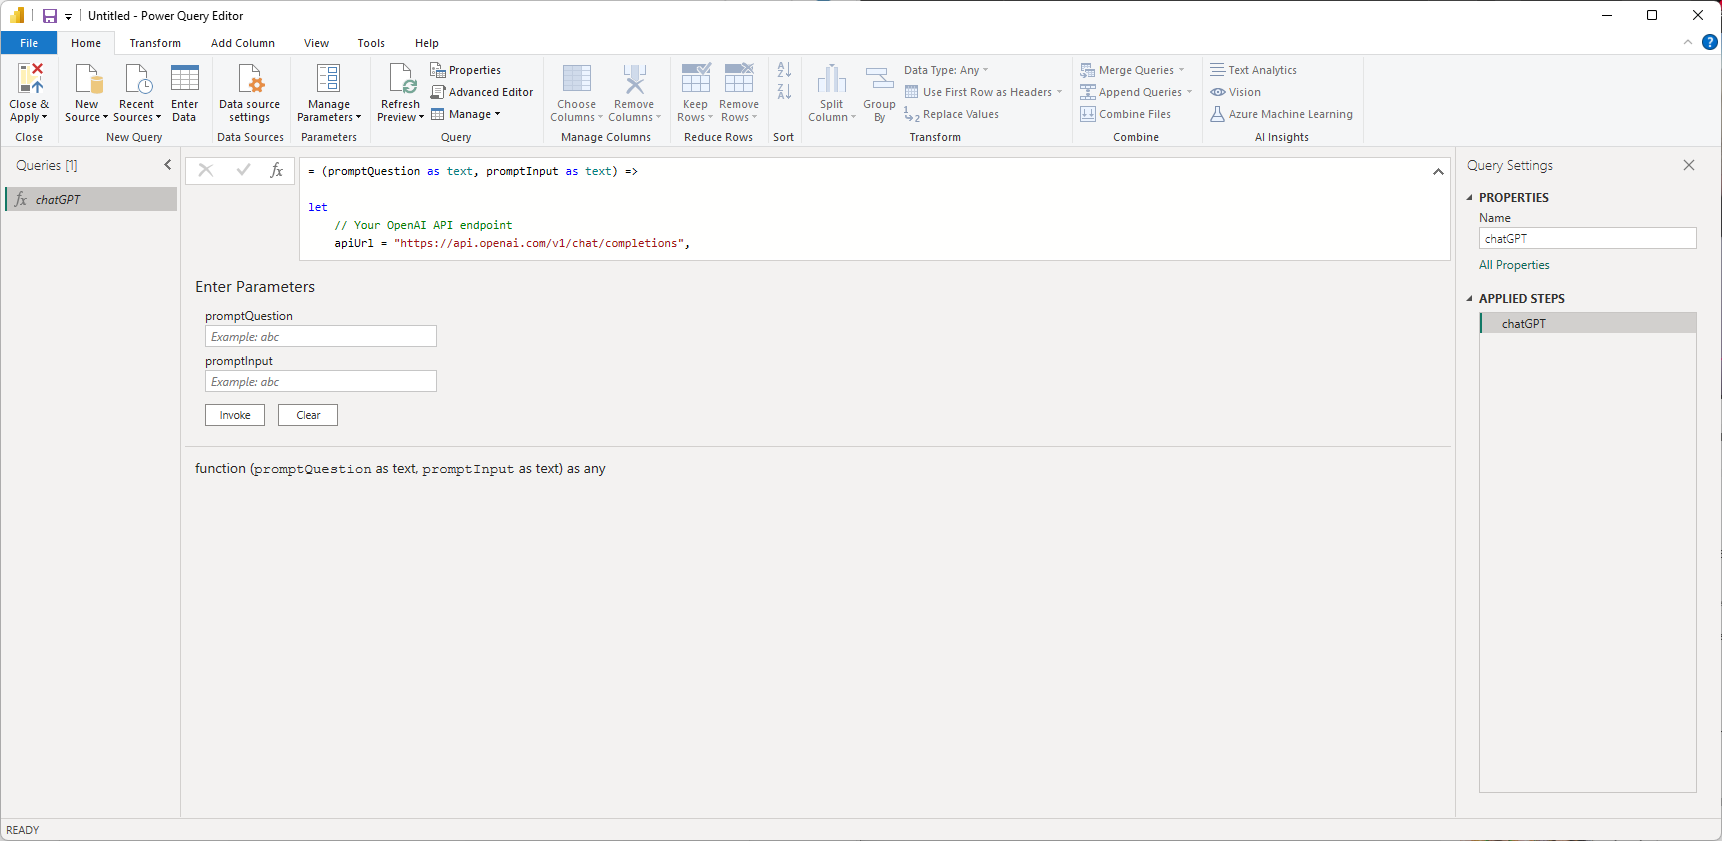 Untitled - Power Query Editor
File Home Transform Add Column View Tools Help
Close & Apply
Close
New Source
Recent Sources
Enter Data
New Query
Data source settings
Data Sources
Manage Parameters
Parameters
Refresh Preview
Properties
Advanced Editor
Manage
Query
Choose Columns
Remove Columns
Manage Columns
Keep Rows
Remove Rows
Reduce Rows
A
Z
Z
A
Sort
Split Column
Group By
Data Type: Any
Use First Row as Headers
1
2
Replace Values
Transform
Merge Queries
Append Queries
Combine Files
Combine
Text Analytics
Vision
Azure Machine Learning
AI Insights
?
Queries [1]
fx chatGPT
fx
= (promptQuestion as text, promptInput as text) =>
let
// Your OpenAI API endpoint
apiUrl = "https://api.openai.com/v1/chat/completions",
Enter Parameters
promptQuestion
Example: abc
promptInput
Example: abc
Invoke Clear
function (promptQuestion as text, promptInput as text) as any
Query Settings
PROPERTIES
Name
chatGPT
All Properties
APPLIED STEPS
chatGPT
READY